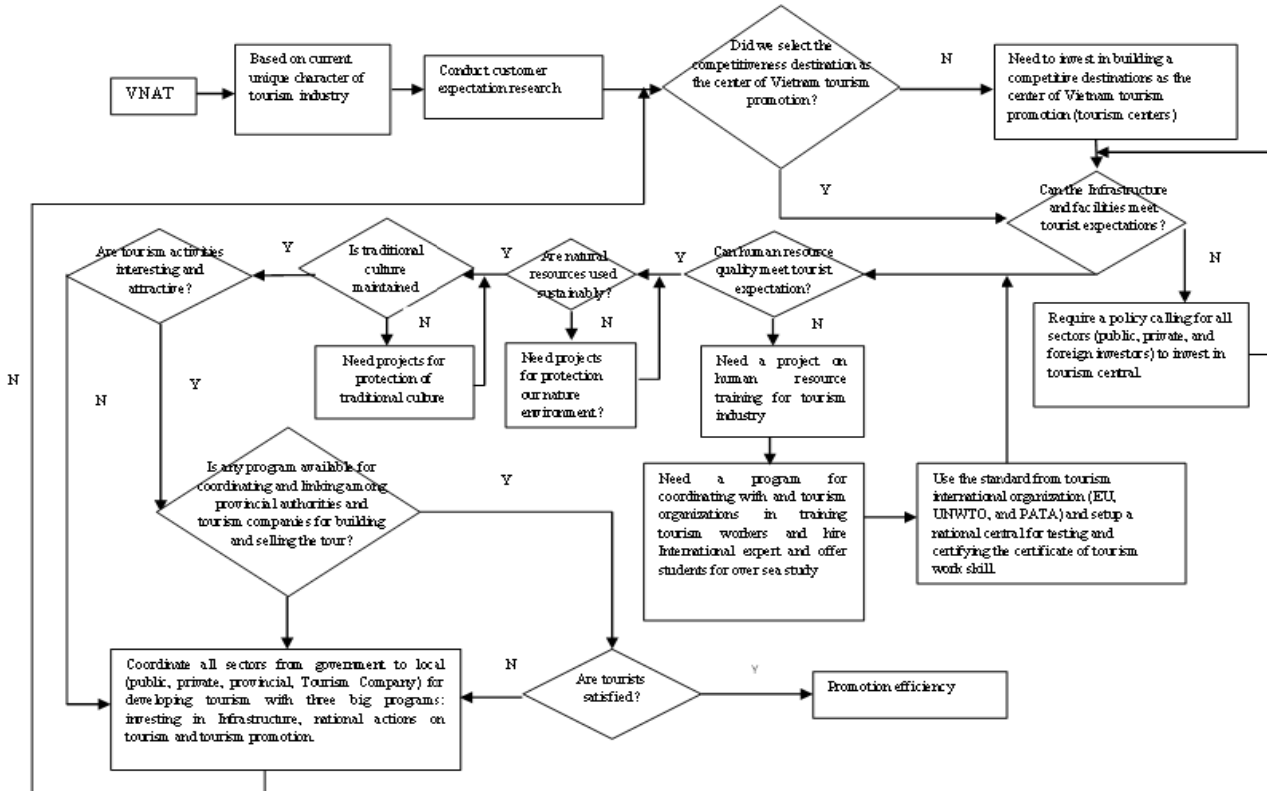 VNAT
Based on current
unique character of
tourism industry
Conduct customer
expectation research
Did we select the
competitiveness destination as
the center of Vietnam tourism
promotion?
N
Need to invest in building a
competitive destinations as the
center of Vietnam tourism
promotion (tourism centers)
Y
Can the Infrastructure
and facilities meet
tourist expectations?
N
Require a policy calling for all
sectors (public, private, and
foreign investors) to invest in
tourism central.
Can human resource
quality meet tourist
expectation?
Y
N
Need a project on
human resource
training for tourism
industry
Need a program for
coordinating with and tourism
organizations in training
tourism workers and hire
International expert and offer
students for over sea study
Use the standard from tourism
international organization (EU,
UNWTO, and PATA) and setup a
national central for testing and
certifying the certificate of tourism
work skill.
Are natural
resources used
sustainably?
Y
N
Need projects
for protection
our nature
environment?
Is traditional
culture
maintained
Y
N
Need projects for
protection of
traditional culture
Are tourism activities
interesting and
attractive?
N
Y
Is any program available for
coordinating and linking among
provincial authorities and
tourism companies for building
and selling the tour?
Y
Are tourists
satisfied?
N
Y
Promotion efficiency
Coordinate all sectors from government to local
(public, private, provincial, Tourism Company) for
developing tourism with three big programs:
investing in Infrastructure, national actions on
tourism and tourism promotion.
N